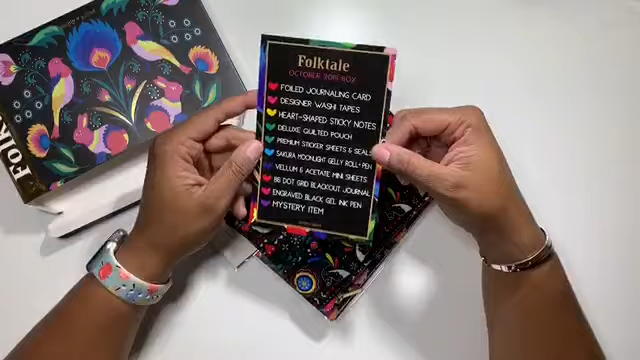 Folktale
OCTOBER 2019 BOX
FOILED JOURNALING CARD
DESIGNER WASHI TAPES
HEART-SHAPED STICKY NOTES
DELUXE QUILTED POUCH
PREMIUM STICKER SHEETS & SEALS
SAKURA MOONLIGHT GELLY ROLL PEN
VELLUM & ACETATE MINI SHEETS
B6 DOT GRID BLACKOUT JOURNAL
ENGRAVED BLACK GEL INK PEN
MYSTERY ITEM
Folk